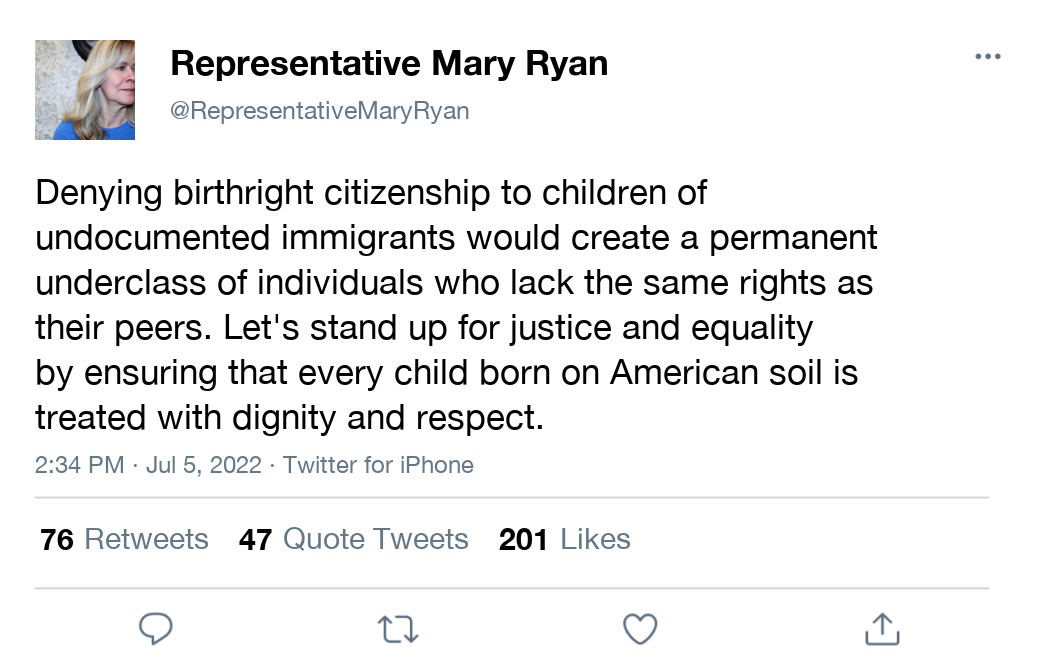 Representative Mary Ryan
@RepresentativeMaryRyan
Denying birthright citizenship to children of
undocumented immigrants would create a permanent
underclass of individuals who lack the same rights as
their peers. Let's stand up for justice and equality
by ensuring that every child born on American soil is
treated with dignity and respect.
2:34 PM · Jul 5, 2022 · Twitter for iPhone
76 Retweets 47 Quote Tweets 201 Likes